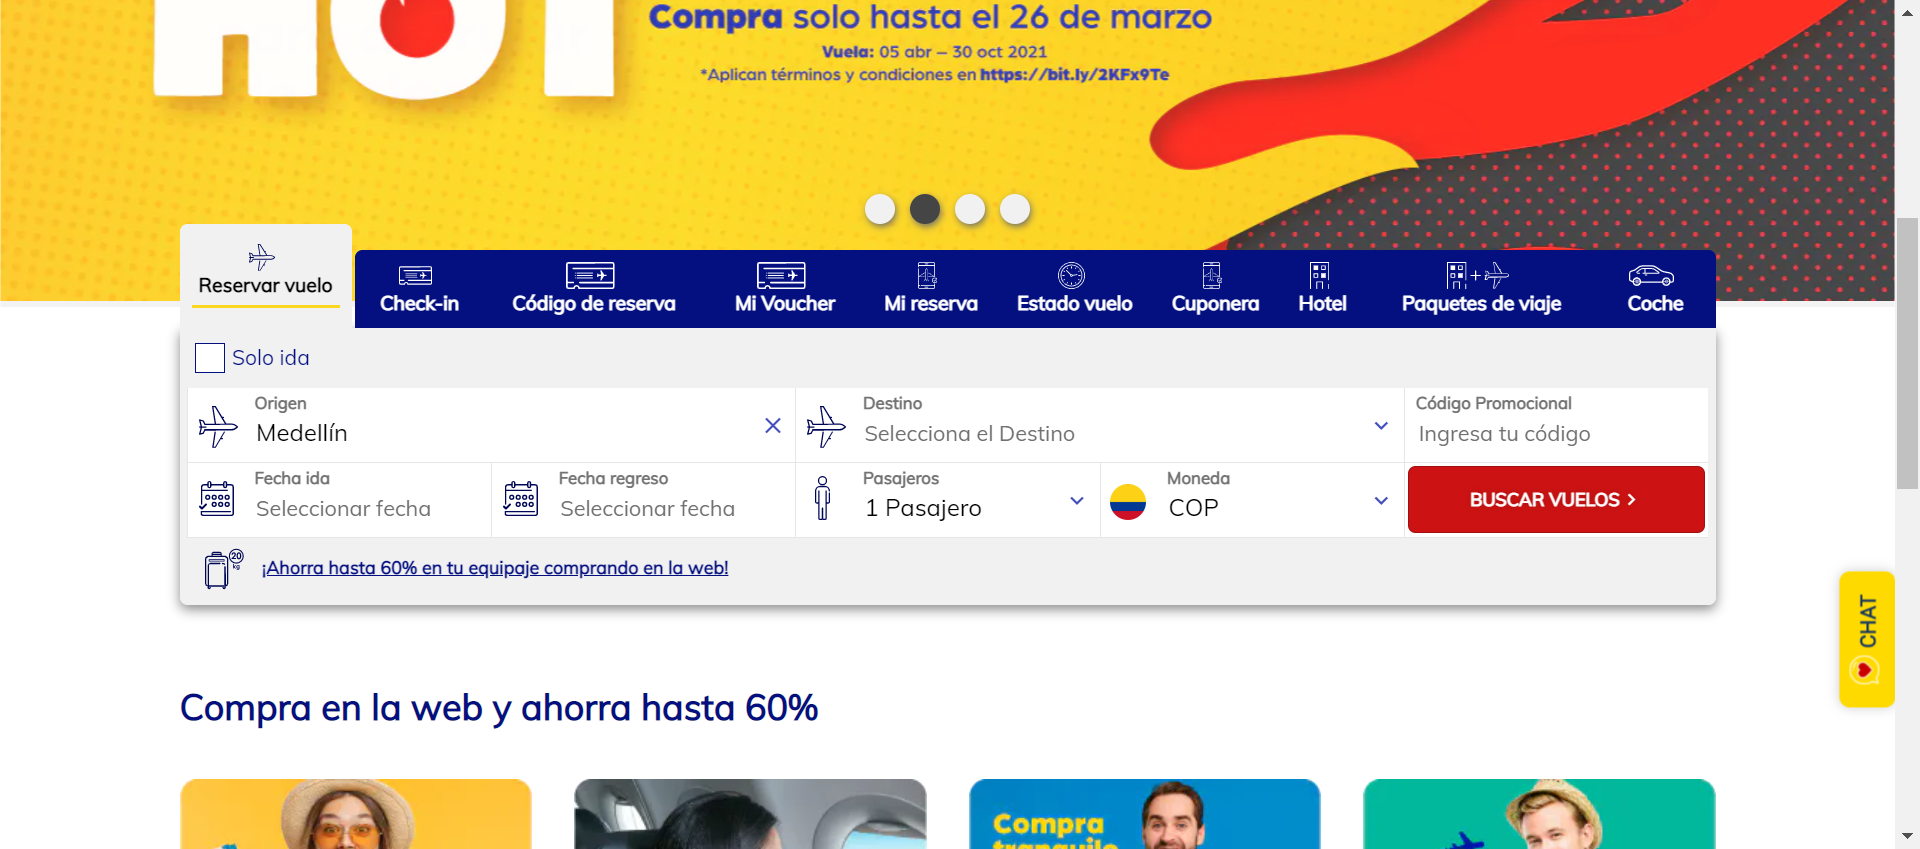 HOT
Compra solo hasta el 26 de marzo
Vuela: 05 abr – 30 oct 2021
*Aplican términos y condiciones en https://bit.ly/2KFx9Te
Reservar vuelo
Check-in
Código de reserva
Mi Voucher
Mi reserva
Estado vuelo
Cuponera
Hotel
Paquetes de viaje
Coche
Solo ida
Origen
Medellín
Destino
Selecciona el Destino
Código Promocional
Ingresa tu código
Fecha ida
Seleccionar fecha
Fecha regreso
Seleccionar fecha
Pasajeros
1 Pasajero
Moneda
COP
BUSCAR VUELOS
20
kg
¡Ahorra hasta 60% en tu equipaje comprando en la web!
CHAT
Compra en la web y ahorra hasta 60%
Compra
tranquilo